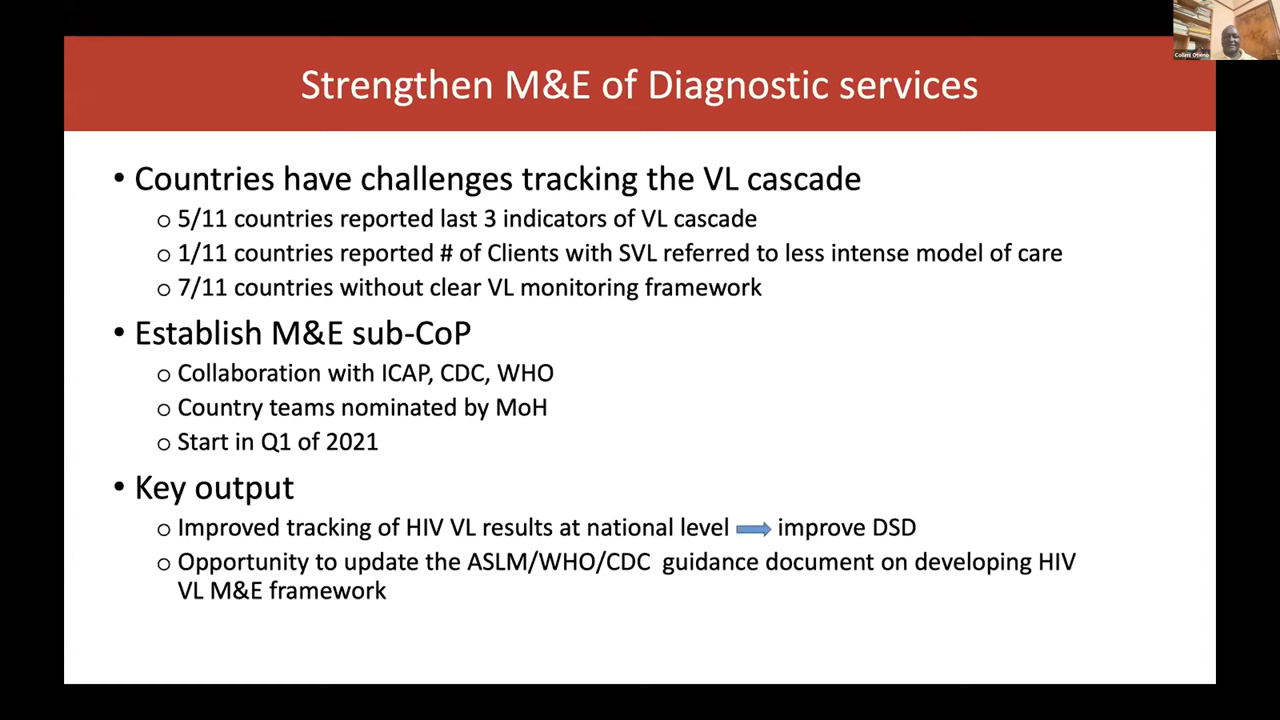 Strengthen M&E of Diagnostic services
• Countries have challenges tracking the VL cascade
o 5/11 countries reported last 3 indicators of VL cascade
o 1/11 countries reported # of Clients with SVL referred to less intense model of care
o 7/11 countries without clear VL monitoring framework
• Establish M&E sub-CoP
o Collaboration with ICAP, CDC, WHO
o Country teams nominated by MoH
o Start in Q1 of 2021
• Key output
o Improved tracking of HIV VL results at national level ➡ improve DSD
o Opportunity to update the ASLM/WHO/CDC guidance document on developing HIV
VL M&E framework
Collins Otieno